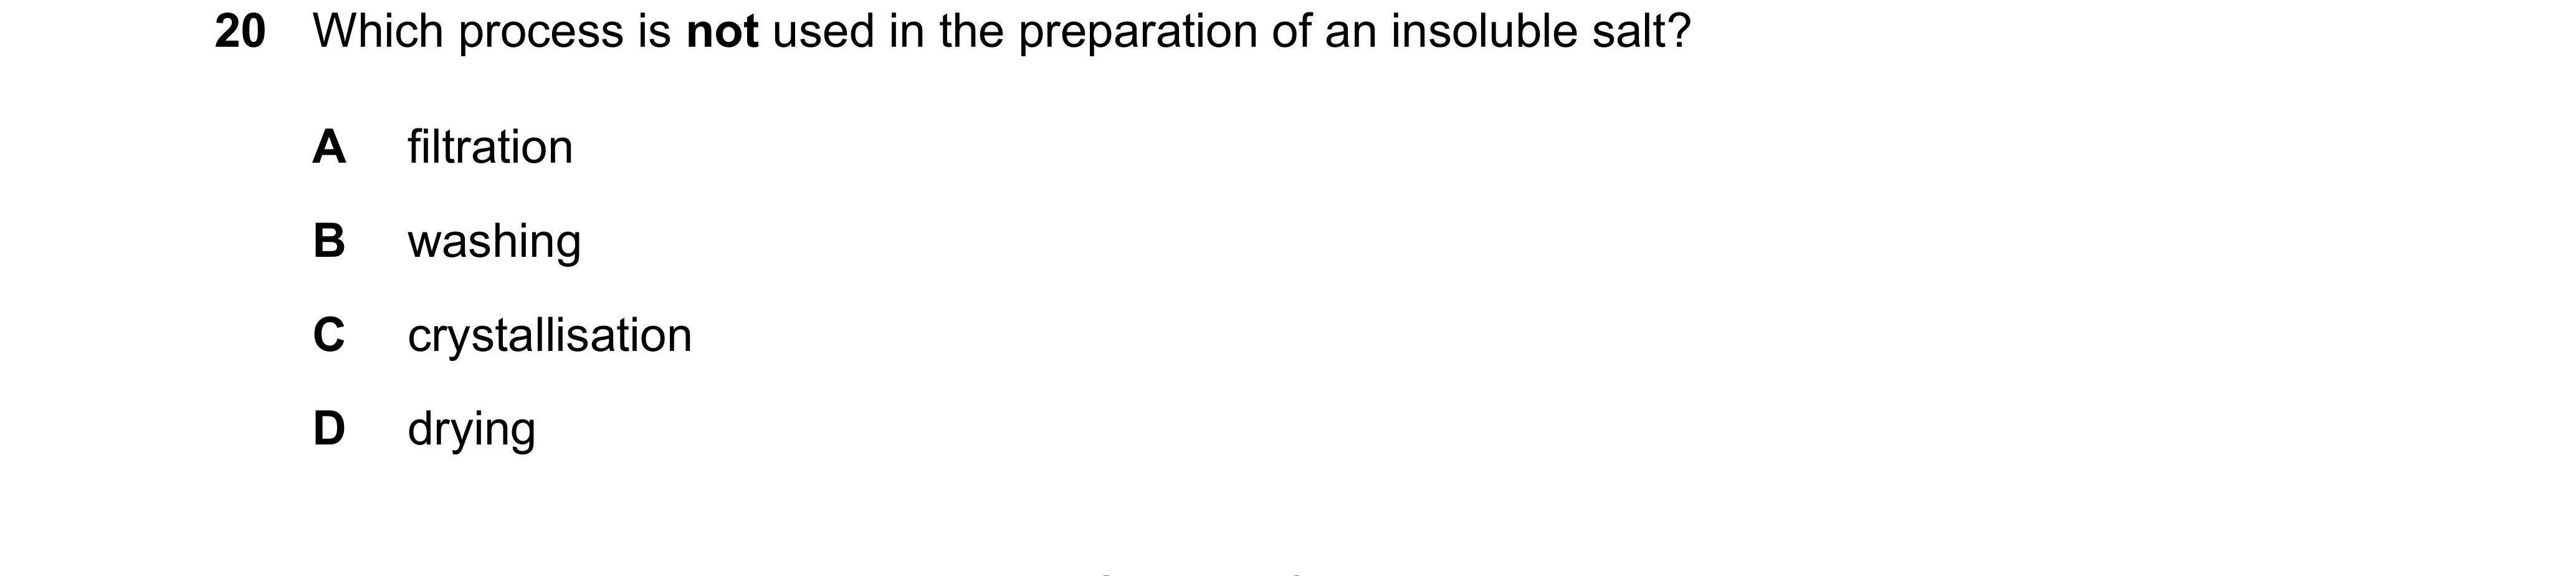 20 Which process is not used in the preparation of an insoluble salt?
A filtration
B washing
C crystallisation
D drying